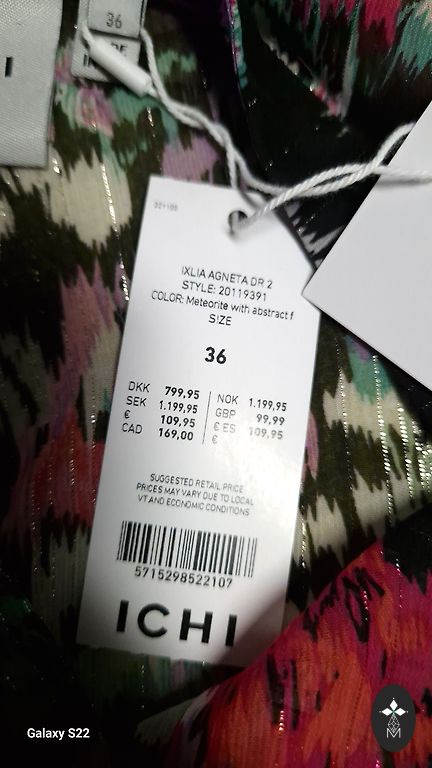 36
221105
IXLIA AGNETA DR 2
STYLE: 20119391
COLOR: Meteorite with abstract f
SIZE
36
DKK 799,95 NOK 1.199,95
SEK 1.199,95 GBP 99,99
€ 109,95 € ES 109,95
CAD 169,00 €
SUGGESTED RETAIL PRICE
PRICES MAY VARY DUE TO LOCAL
VT AND ECONOMIC CONDITIONS
5715298522107
ICHI
Galaxy S22
M